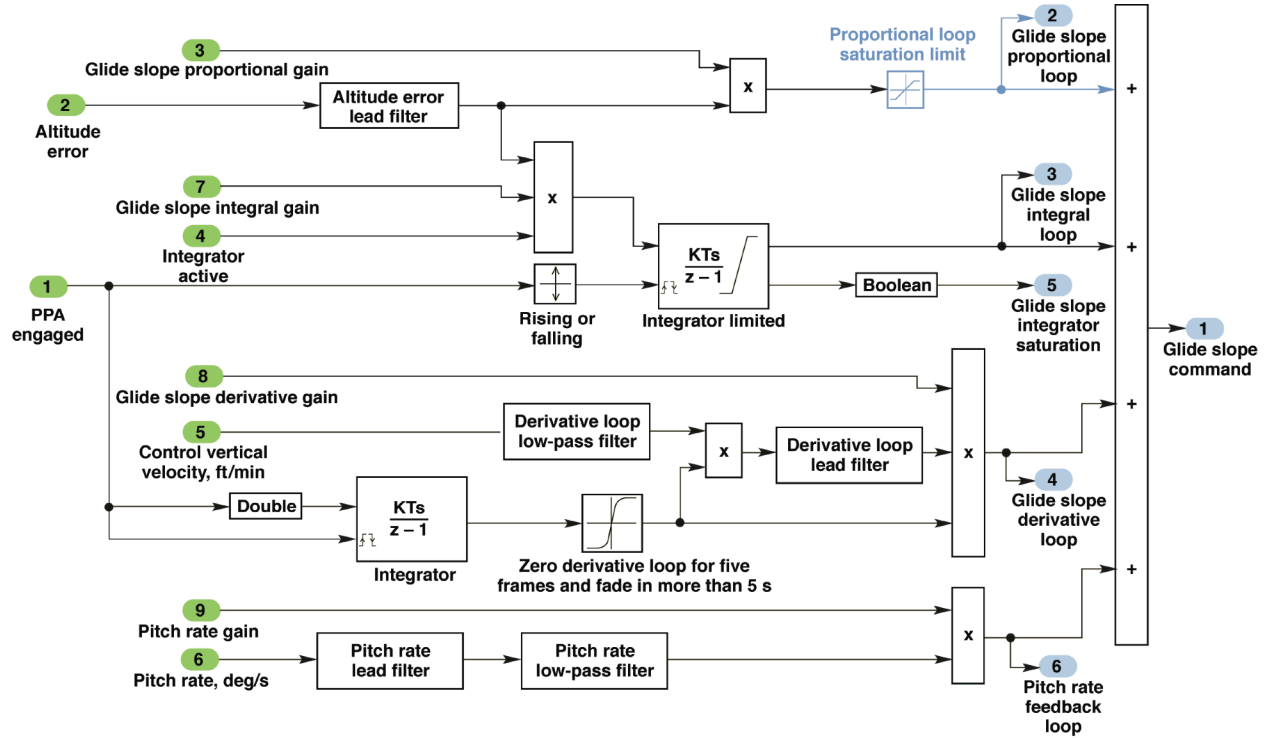 3
Glide slope proportional gain
2
Altitude
error
Altitude error
lead filter
x
Proportional loop
saturation limit
2
Glide slope
proportional
loop
+
7
Glide slope integral gain
4
Integrator
active
x
3
Glide slope
integral
loop
+
1
PPA
engaged
Rising or
falling
KTs
z – 1
Integrator limited
Boolean
5
Glide slope
integrator
saturation
1
Glide slope
command
8
Glide slope derivative gain
5
Control vertical
velocity, ft/min
Derivative loop
low-pass filter
x
Derivative loop
lead filter
x
+
4
Glide slope
derivative
loop
Double
KTs
z – 1
Integrator
Zero derivative loop for five
frames and fade in more than 5 s
9
Pitch rate gain
6
Pitch rate, deg/s
Pitch rate
lead filter
Pitch rate
low-pass filter
x
+
6
Pitch rate
feedback
loop